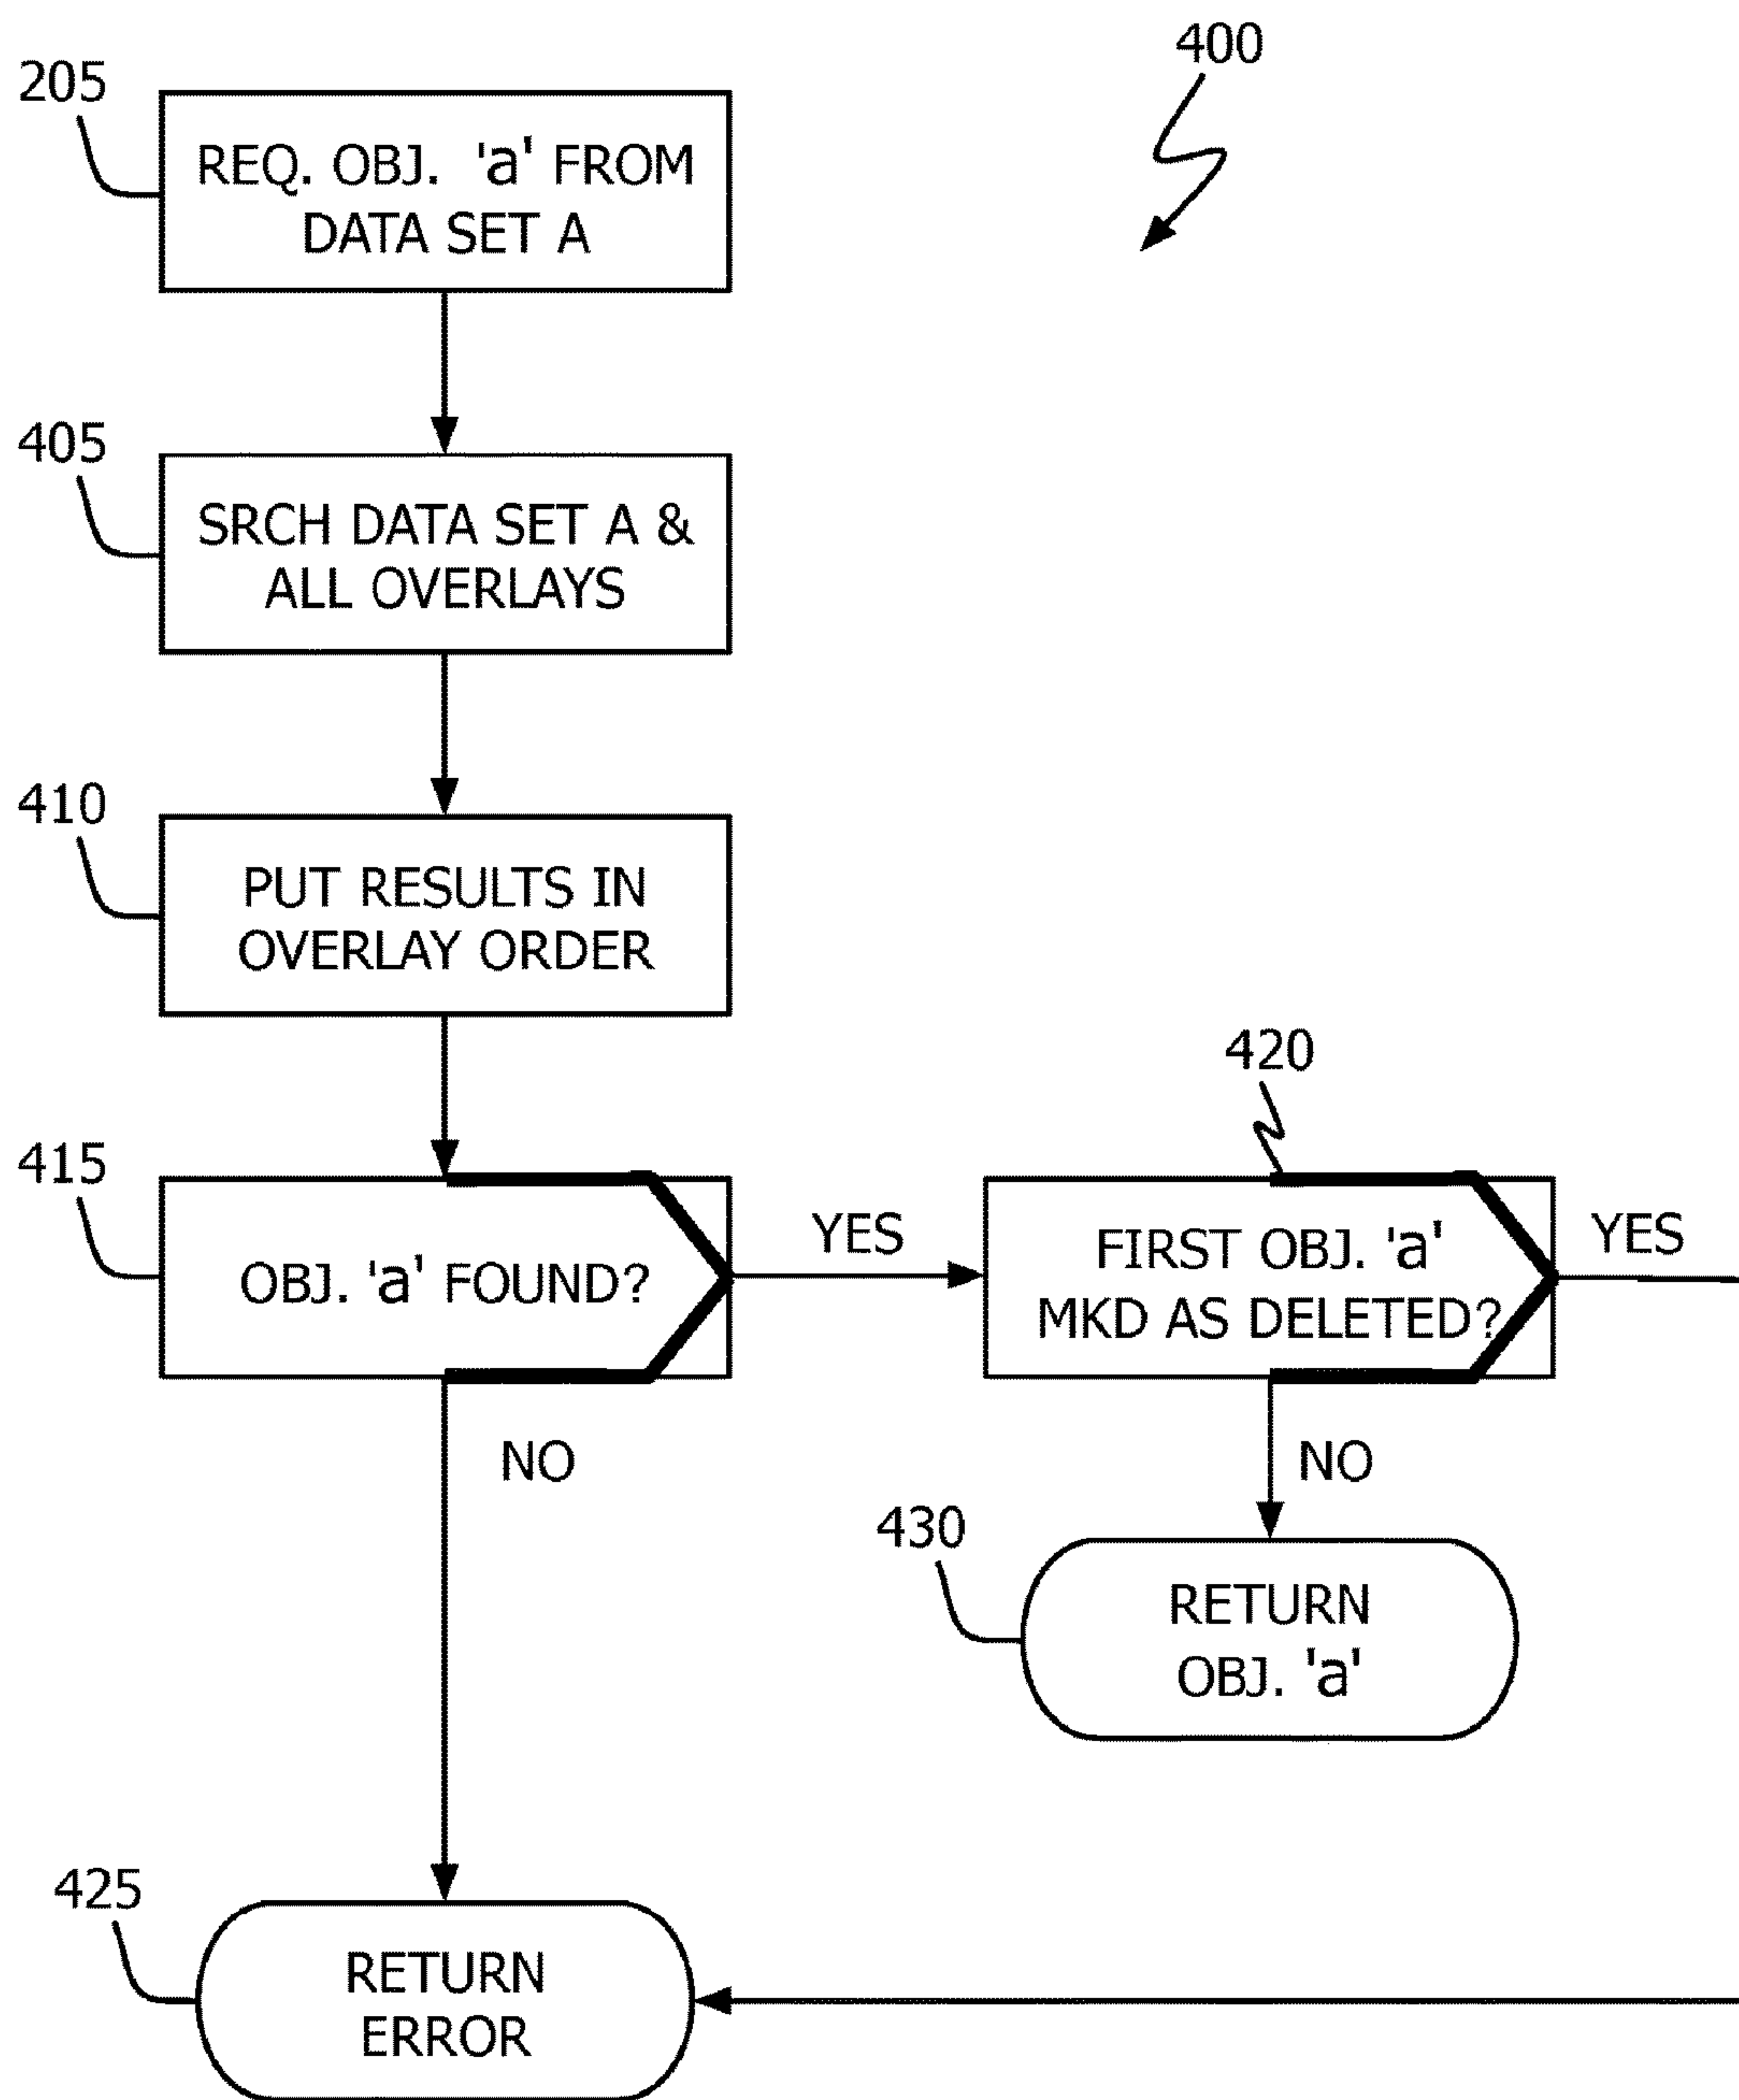 400
205
REQ. OBJ. 'a' FROM
DATA SET A
405
SRCH DATA SET A &
ALL OVERLAYS
410
PUT RESULTS IN
OVERLAY ORDER
415
OBJ. 'a' FOUND?
YES
NO
420
FIRST OBJ. 'a'
MKD AS DELETED?
YES
NO
430
RETURN
OBJ. 'a'
425
RETURN
ERROR